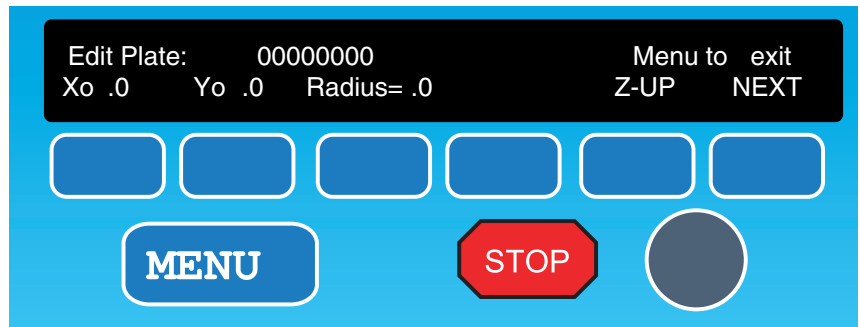 Edit Plate: 00000000 Menu to exit
Xo .0 Yo .0 Radius= .0 Z-UP NEXT
MENU STOP